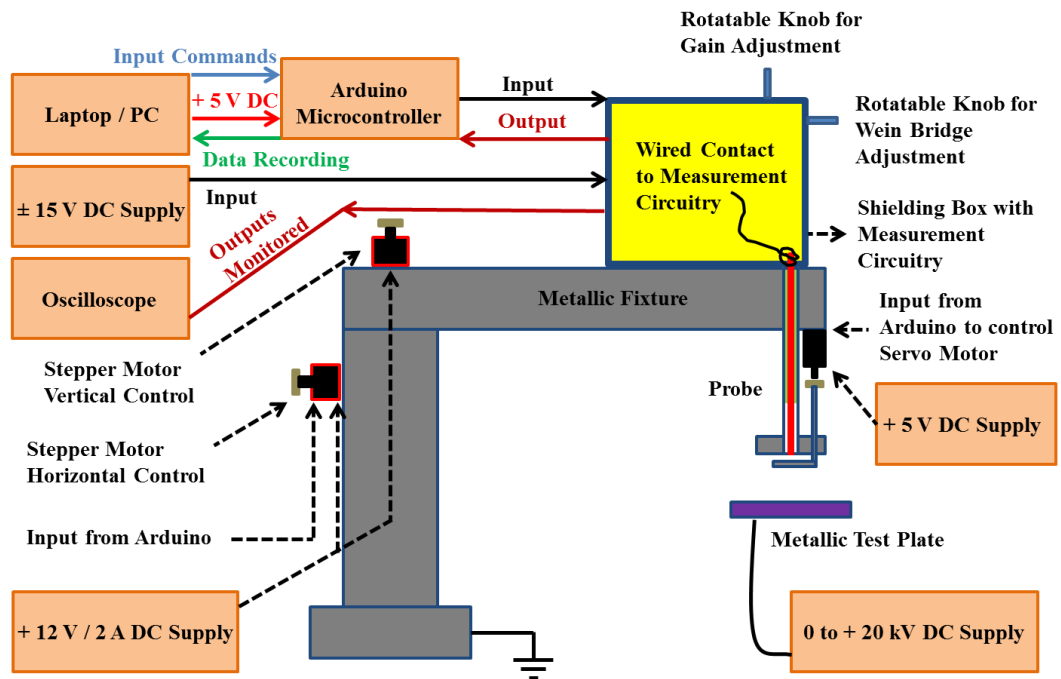 Rotatable Knob for
Gain Adjustment
Input Commands
Laptop / PC
+ 5 V DC
Arduino
Microcontroller
Input
Output
Data Recording
Rotatable Knob for
Wein Bridge
Adjustment
Wired Contact
to Measurement
Circuitry
± 15 V DC Supply
Input
Outputs
Monitored
Shielding Box with
Measurement
Circuitry
Oscilloscope
Metallic Fixture
Input from
Arduino to control
Servo Motor
Stepper Motor
Vertical Control
Probe
+ 5 V DC Supply
Stepper Motor
Horizontal Control
Input from Arduino
Metallic Test Plate
+ 12 V / 2 A DC Supply
0 to + 20 kV DC Supply